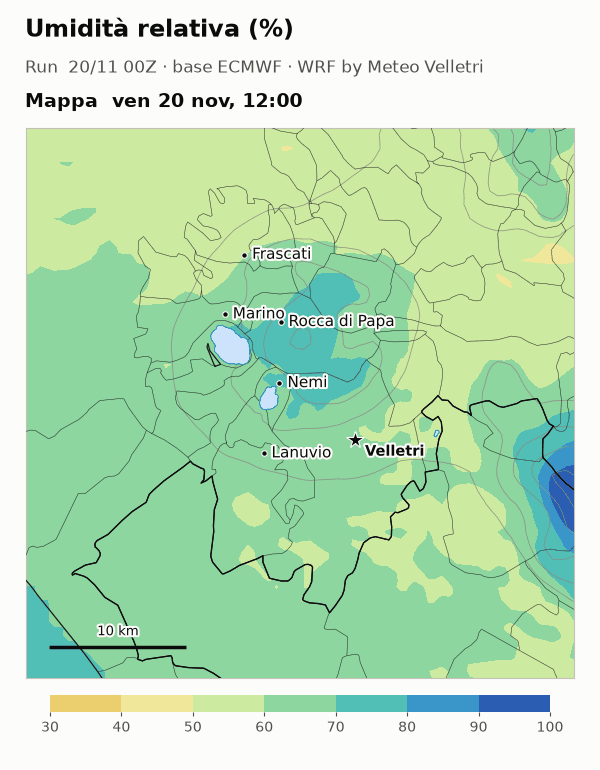 Umidità relativa (%)
Run  20/11 00Z · base ECMWF · WRF by Meteo Velletri
Mappa  ven 20 nov, 12:00
Frascati
Marino
Rocca di Papa
Nemi
Velletri
Lanuvio
10 km
30 40 50 60 70 80 90 100